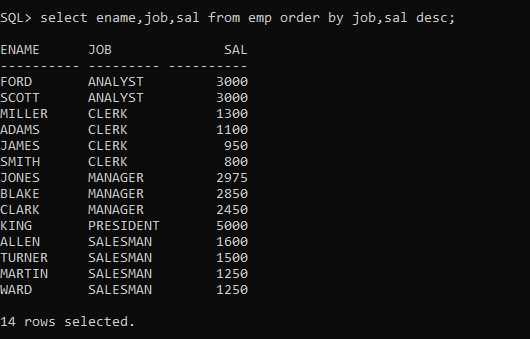 SQL> select ename,job,sal from emp order by job,sal desc;
ENAME      JOB              SAL
---------- --------- ----------
FORD       ANALYST         3000
SCOTT      ANALYST         3000
MILLER     CLERK           1300
ADAMS      CLERK           1100
JAMES      CLERK            950
SMITH      CLERK            800
JONES      MANAGER         2975
BLAKE      MANAGER         2850
CLARK      MANAGER         2450
KING       PRESIDENT       5000
ALLEN      SALESMAN        1600
TURNER     SALESMAN        1500
MARTIN     SALESMAN        1250
WARD       SALESMAN        1250
14 rows selected.